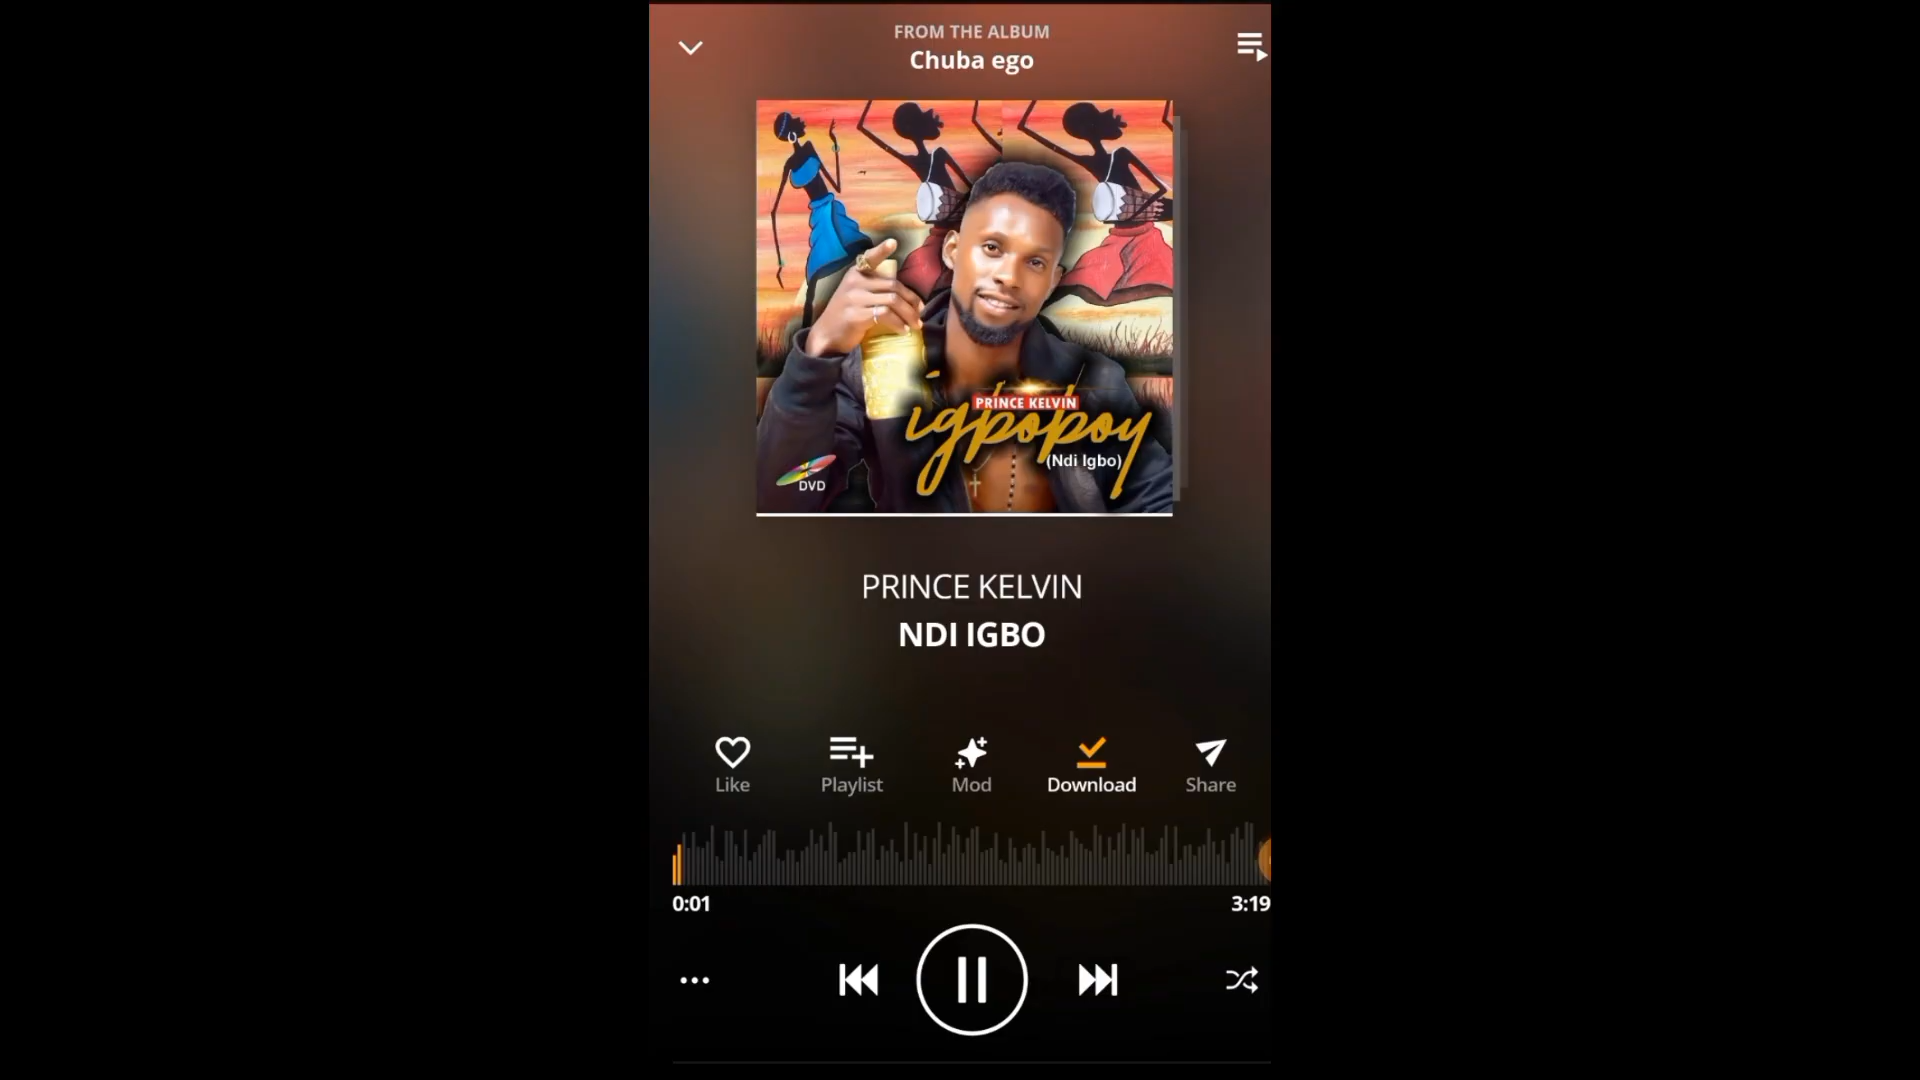 FROM THE ALBUM
Chuba ego
PRINCE KELVIN
igboboy
(Ndi Igbo)
DVD
PRINCE KELVIN
NDI IGBO
Like
Playlist
Mod
Download
Share
0:01
3:19